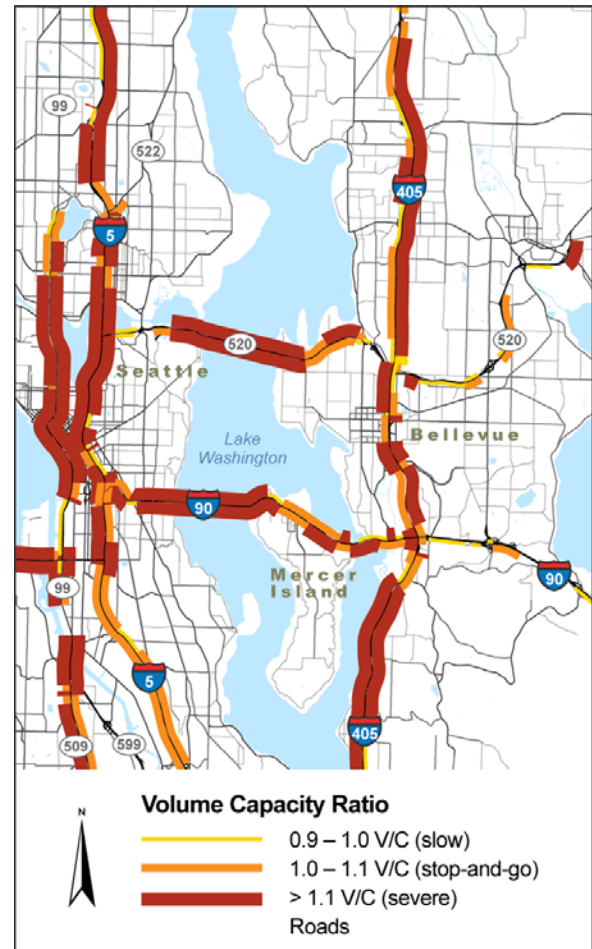 99
522
405
5
520
520
Seattle
Bellevue
Lake
Washington
90
Mercer
Island
90
99
5
405
509
599
N
Volume Capacity Ratio
0.9 – 1.0 V/C (slow)
1.0 – 1.1 V/C (stop-and-go)
> 1.1 V/C (severe)
Roads